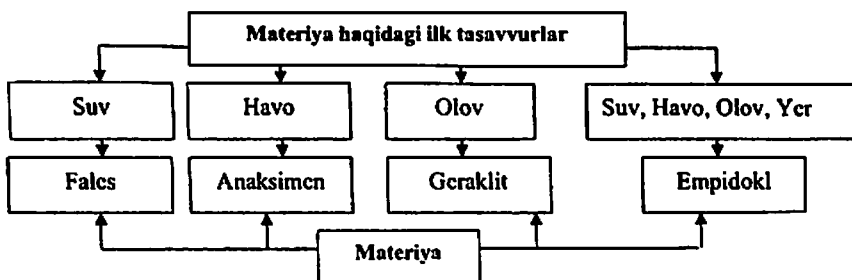 Materiya haqidagi ilk tasavvurlar
Suv
Havo
Olov
Suv, Havo, Olov, Yer
Fales
Anaksimen
Geraklit
Empidokl
Materiya